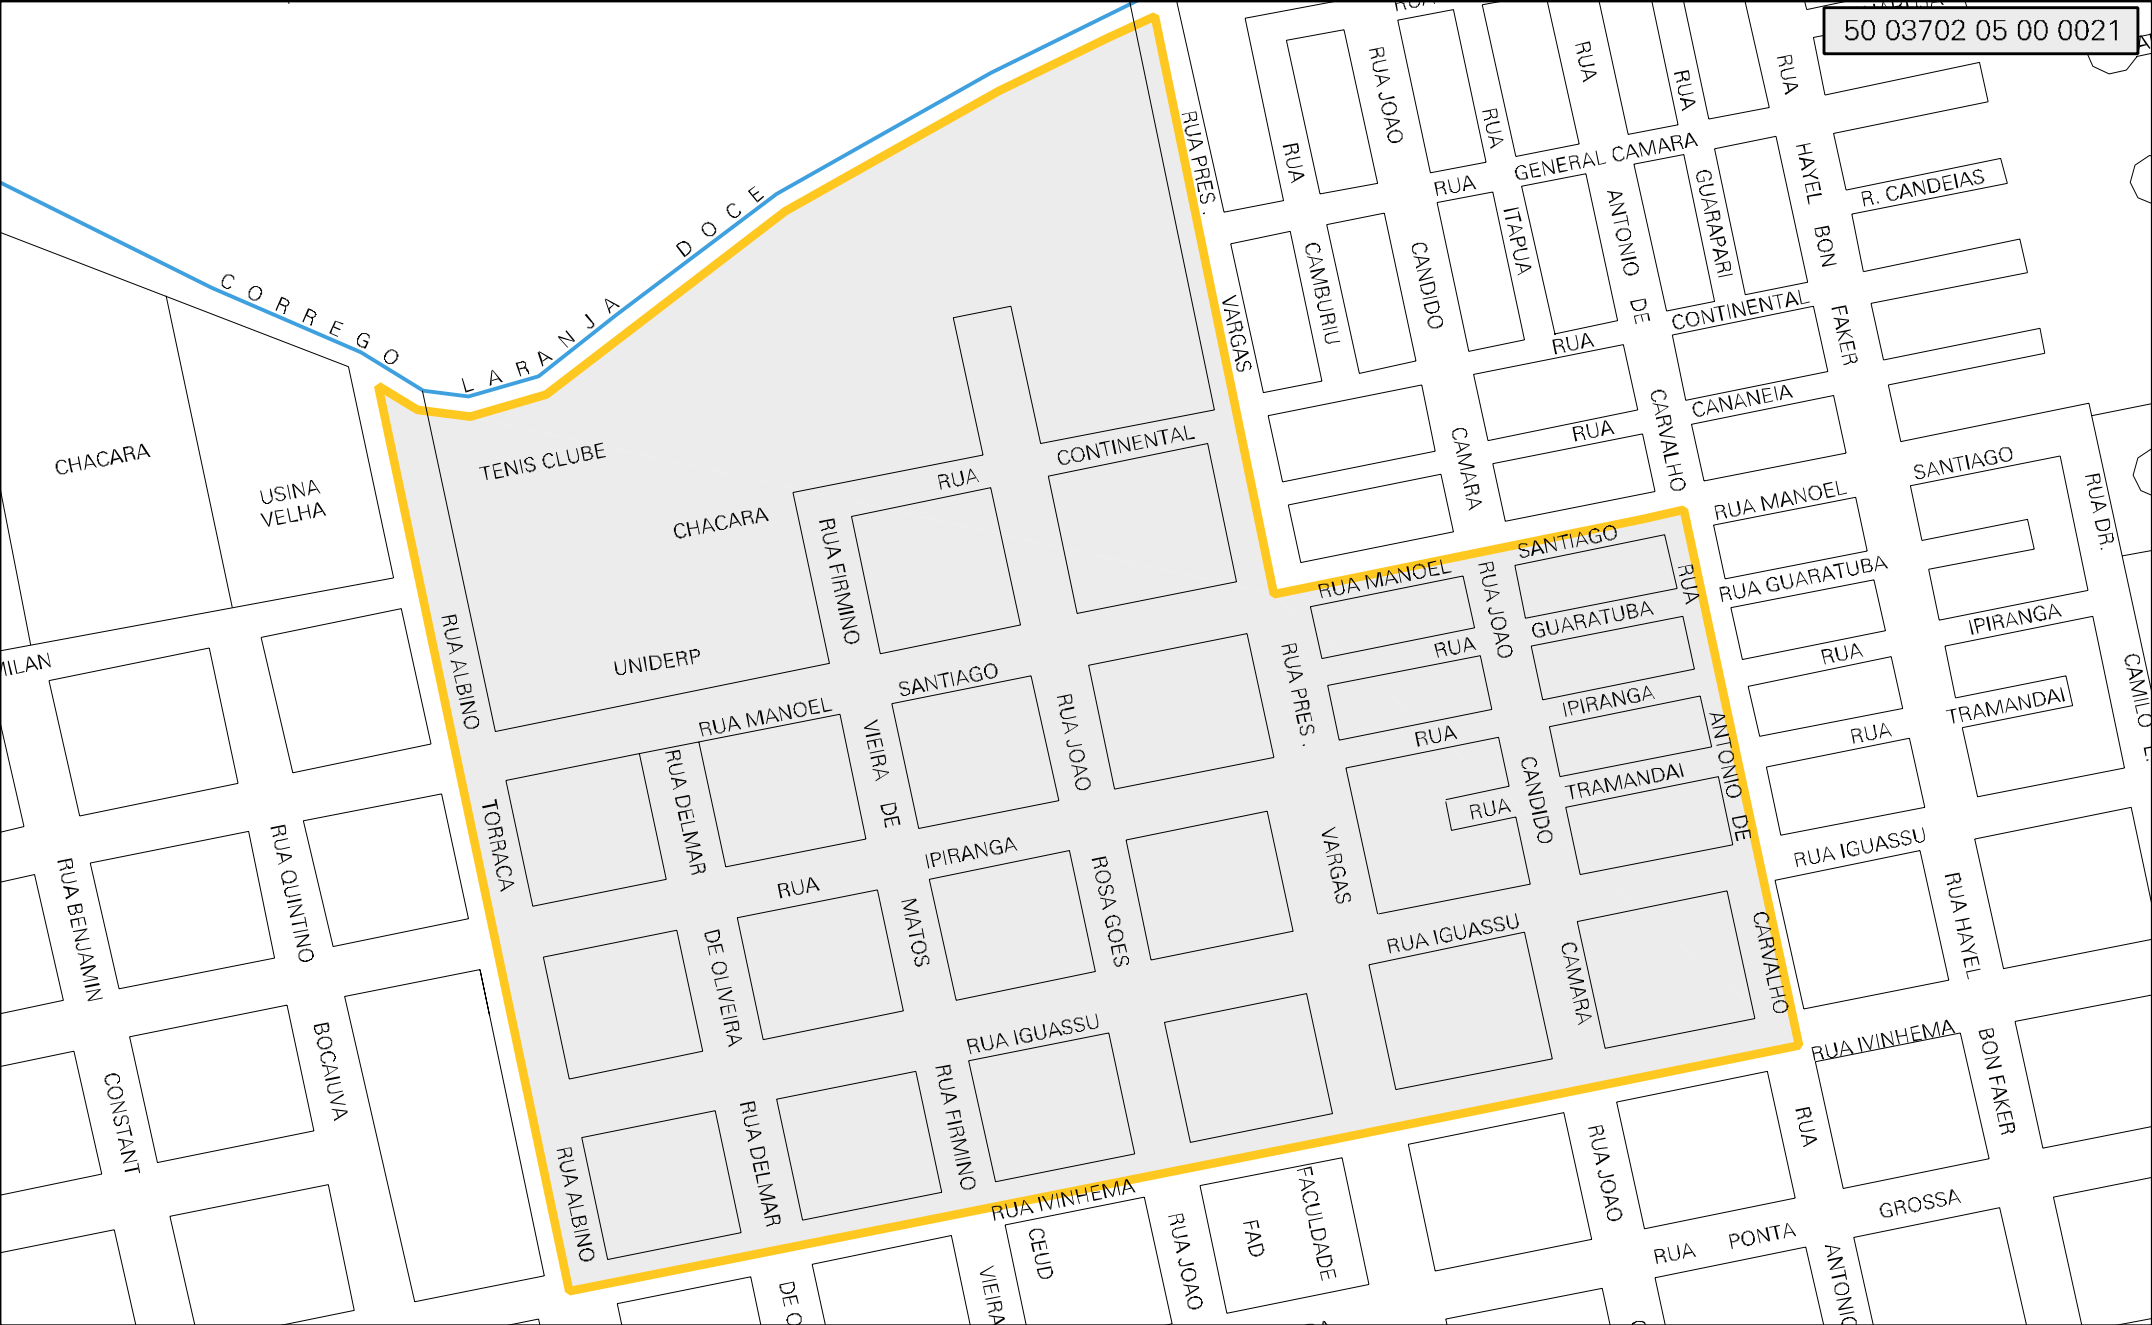 50 03702 05 00 0021
RUA JOAO
RUA
RUA
RUA
RUA
RUA PRES.
RUA
GENERAL CAMARA
RUA
HAYEL BON FAKER
R. CANDEIAS
GUARAPARI
ITAPUA
ANTONIO DE CARVALHO
CORREGO LARANJA DOCE
CAMBURIU
CANDIDO
VARGAS
CONTINENTAL
RUA
CANANEIA
RUA
CAMARA
CHACARA
USINA
VELHA
TENIS CLUBE
CHACARA
RUA
CONTINENTAL
SANTIAGO
RUA MANOEL
RUA DR.
CAMILO
RUA FIRMINO
SANTIAGO
RUA MANOEL
RUA JOAO
RUA
GUARATUBA
RUA
RUA GUARATUBA
IPIRANGA
RUA
RUA ALBINO
UNIDERP
RUA PRES.
SANTIAGO
RUA MANOEL
RUA JOAO
IPIRANGA
RUA
ANTONIO DE
TRAMANDAI
RUA
RUA DELMAR
VIEIRA DE
TORRACA
CANDIDO
TRAMANDAI
RUA
RUA BENJAMIN
RUA QUINTINO
IPIRANGA
RUA
ROSA GOES
VARGAS
RUA IGUASSU
RUA HAYEL
MATOS
DE OLIVEIRA
RUA IGUASSU
CAMARA
CARVALHO
CONSTANT
BOCAIUVA
RUA IGUASSU
RUA IVINHEMA
BON FAKER
RUA FIRMINO
RUA DELMAR
RUA ALBINO
RUA JOAO
RUA
RUA IVINHEMA
CEUD
RUA JOAO
FAD
FACULDADE
RUA PONTA GROSSA
VIEIRA